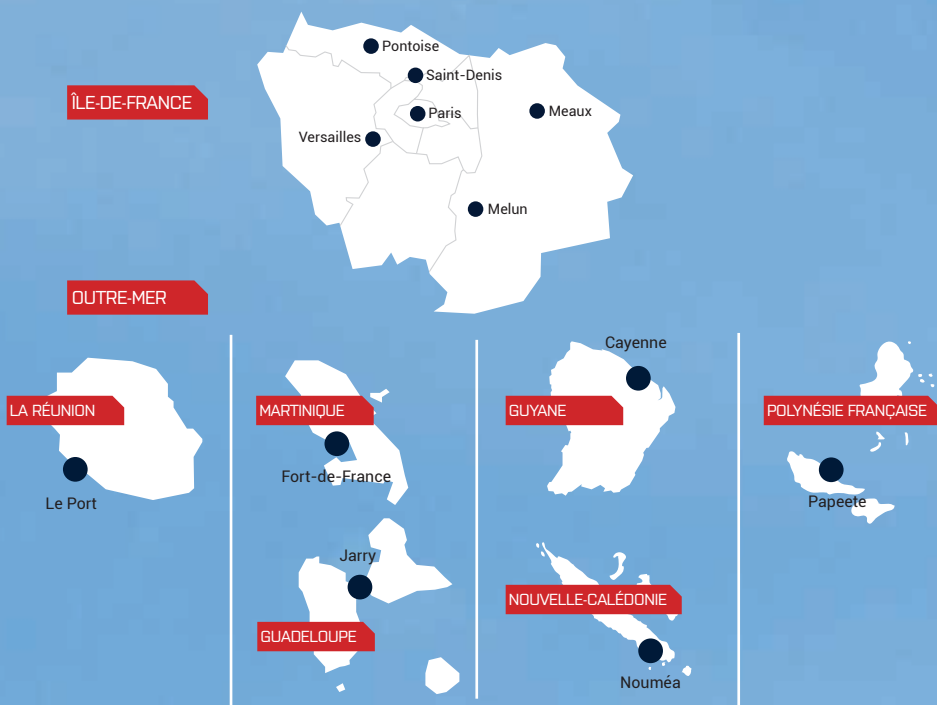 ÎLE-DE-FRANCE
Pontoise
Saint-Denis
Paris
Meaux
Versailles
Melun
OUTRE-MER
LA RÉUNION
Le Port
MARTINIQUE
Fort-de-France
Jarry
GUADELOUPE
Cayenne
GUYANE
NOUVELLE-CALÉDONIE
Nouméa
POLYNÉSIE FRANÇAISE
Papeete